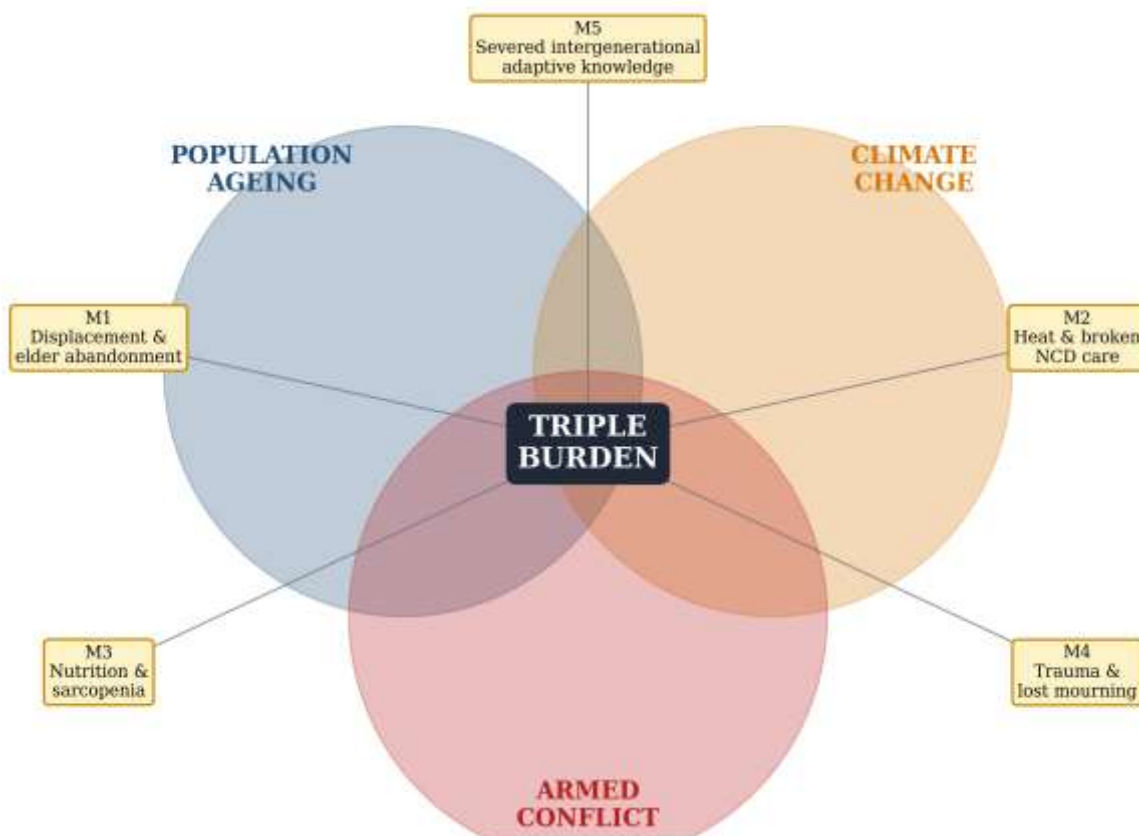 M5
Severed intergenerational
adaptive knowledge
POPULATION
AGEING
CLIMATE
CHANGE
M1
Displacement &
elder abandonment
M2
Heat & broken
NCD care
TRIPLE
BURDEN
M3
Nutrition &
sarcopenia
M4
Trauma &
lost mourning
ARMED
CONFLICT